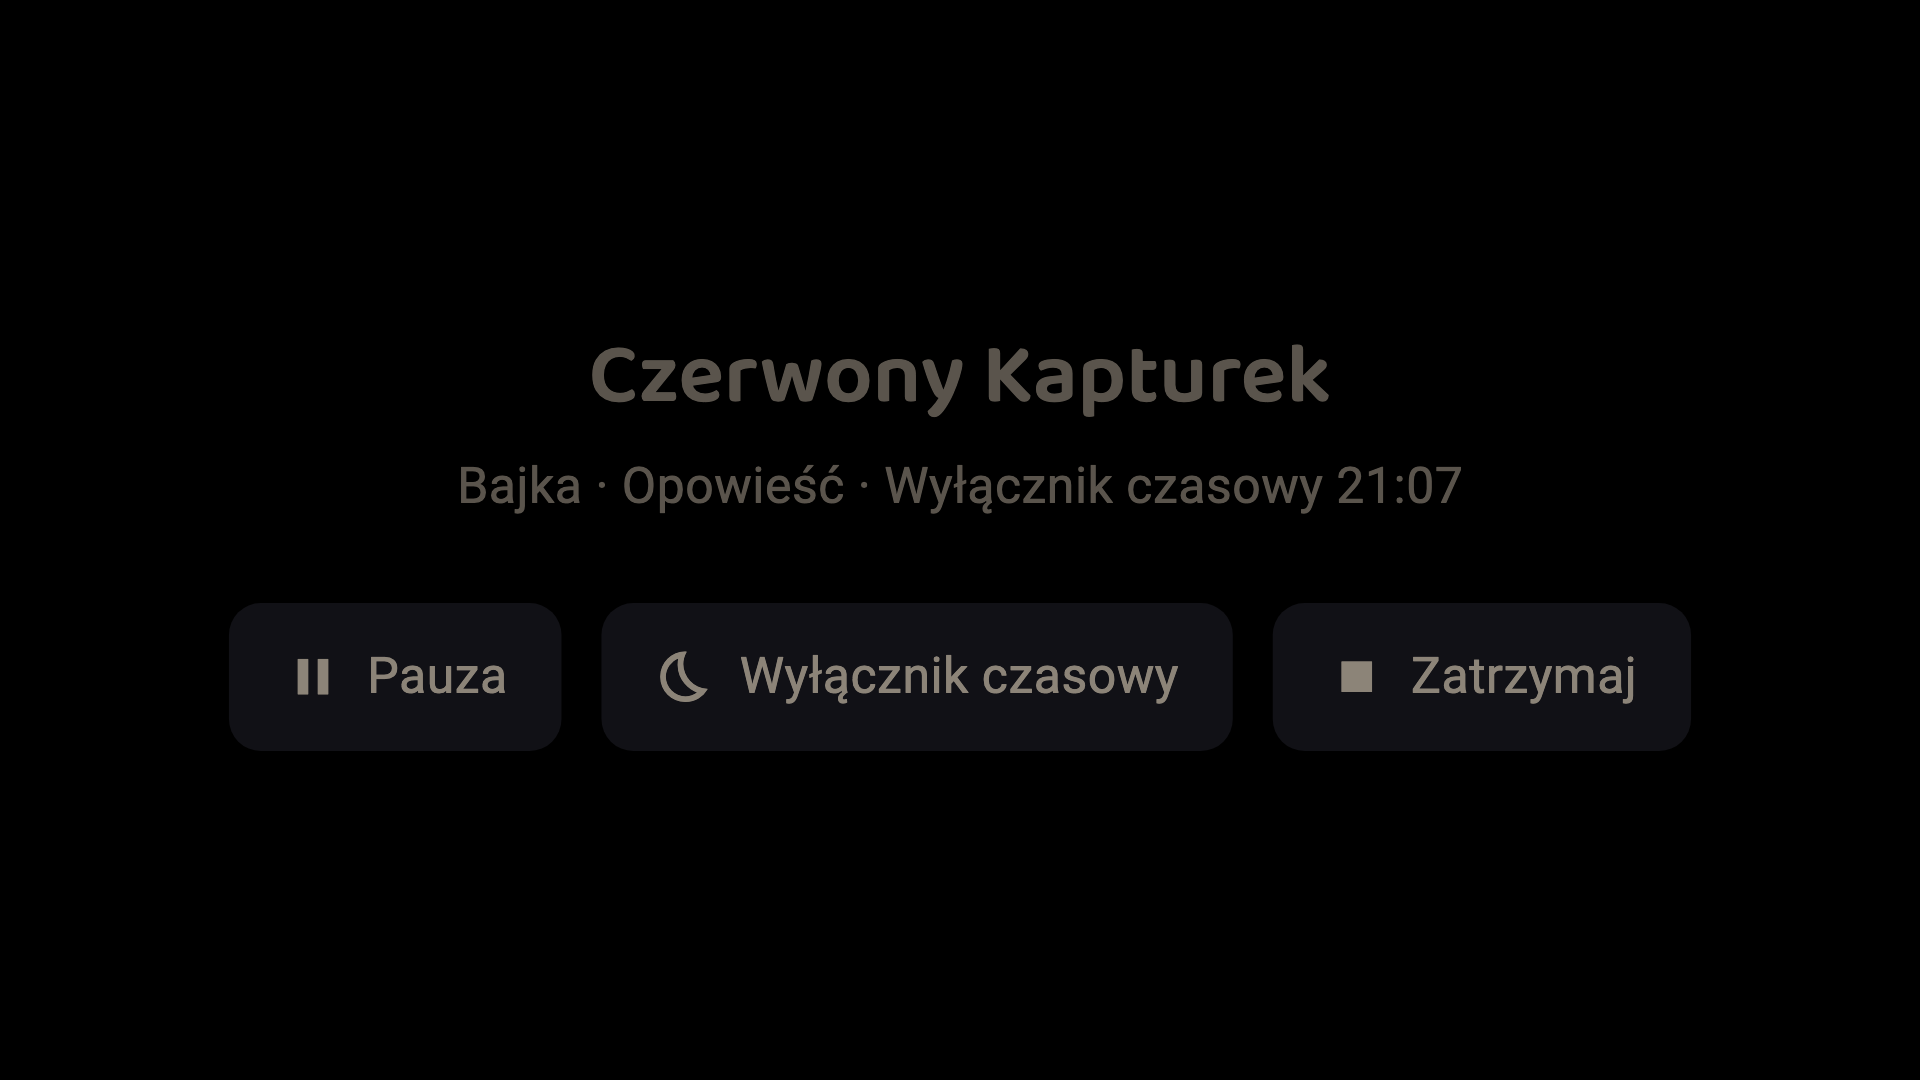 Czerwony Kapturek
Bajka · Opowieść · Wyłącznik czasowy 21:07
Pauza
Wyłącznik czasowy
Zatrzymaj